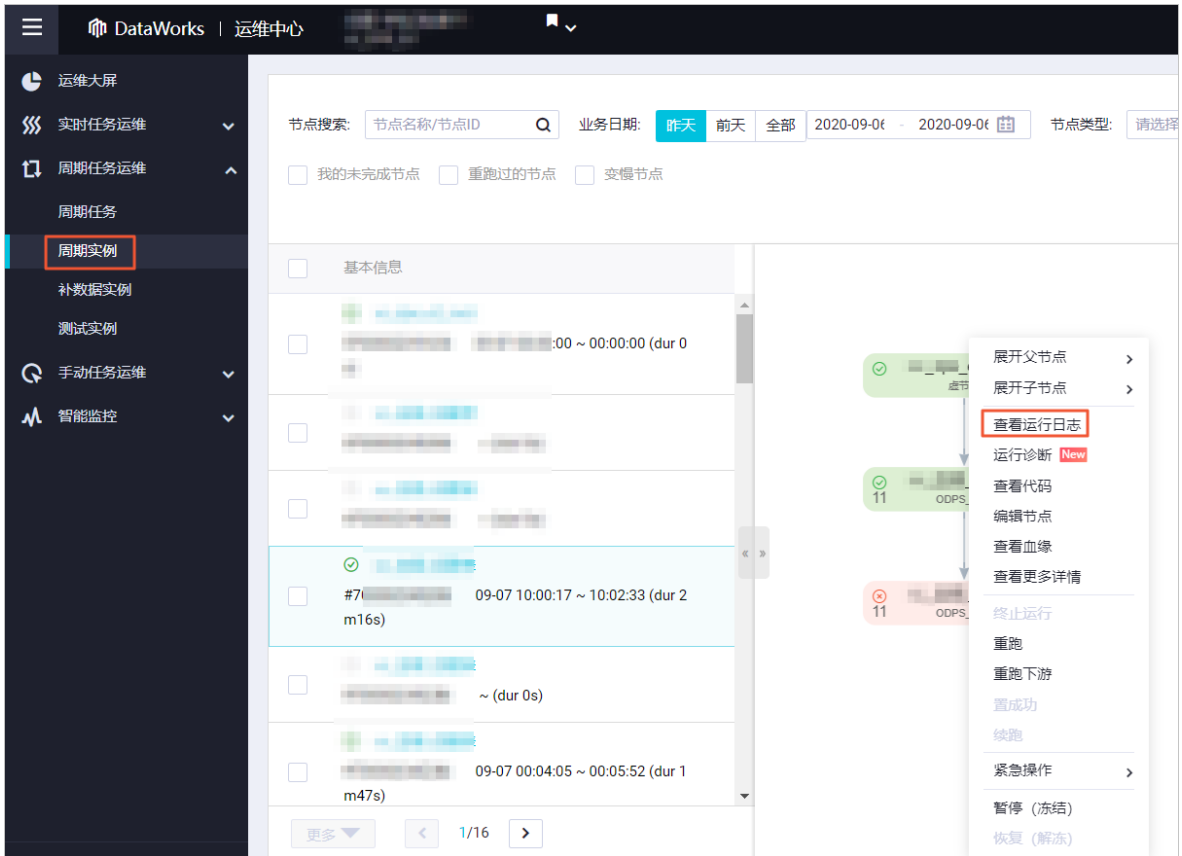 DataWorks | 运维中心
运维大屏
实时任务运维
周期任务运维
周期任务
周期实例
补数据实例
测试实例
手动任务运维
智能监控
节点搜索: 节点名称/节点ID 业务日期: 昨天 前天 全部 2020-09-06 - 2020-09-06 节点类型: 请选择
我的未完成节点 重跑过的节点 变慢节点
基本信息
:00 ~ 00:00:00 (dur 0
09-07 10:00:17 ~ 10:02:33 (dur 2
m16s)
~ (dur 0s)
09-07 00:04:05 ~ 00:05:52 (dur 1
m47s)
更多 1/16
虚节
11 ODPS_
11 ODPS_
展开父节点
展开子节点
查看运行日志
运行诊断 New
查看代码
编辑节点
查看血缘
查看更多详情
终止运行
重跑
重跑下游
置成功
续跑
紧急操作
暂停（冻结）
恢复（解冻）